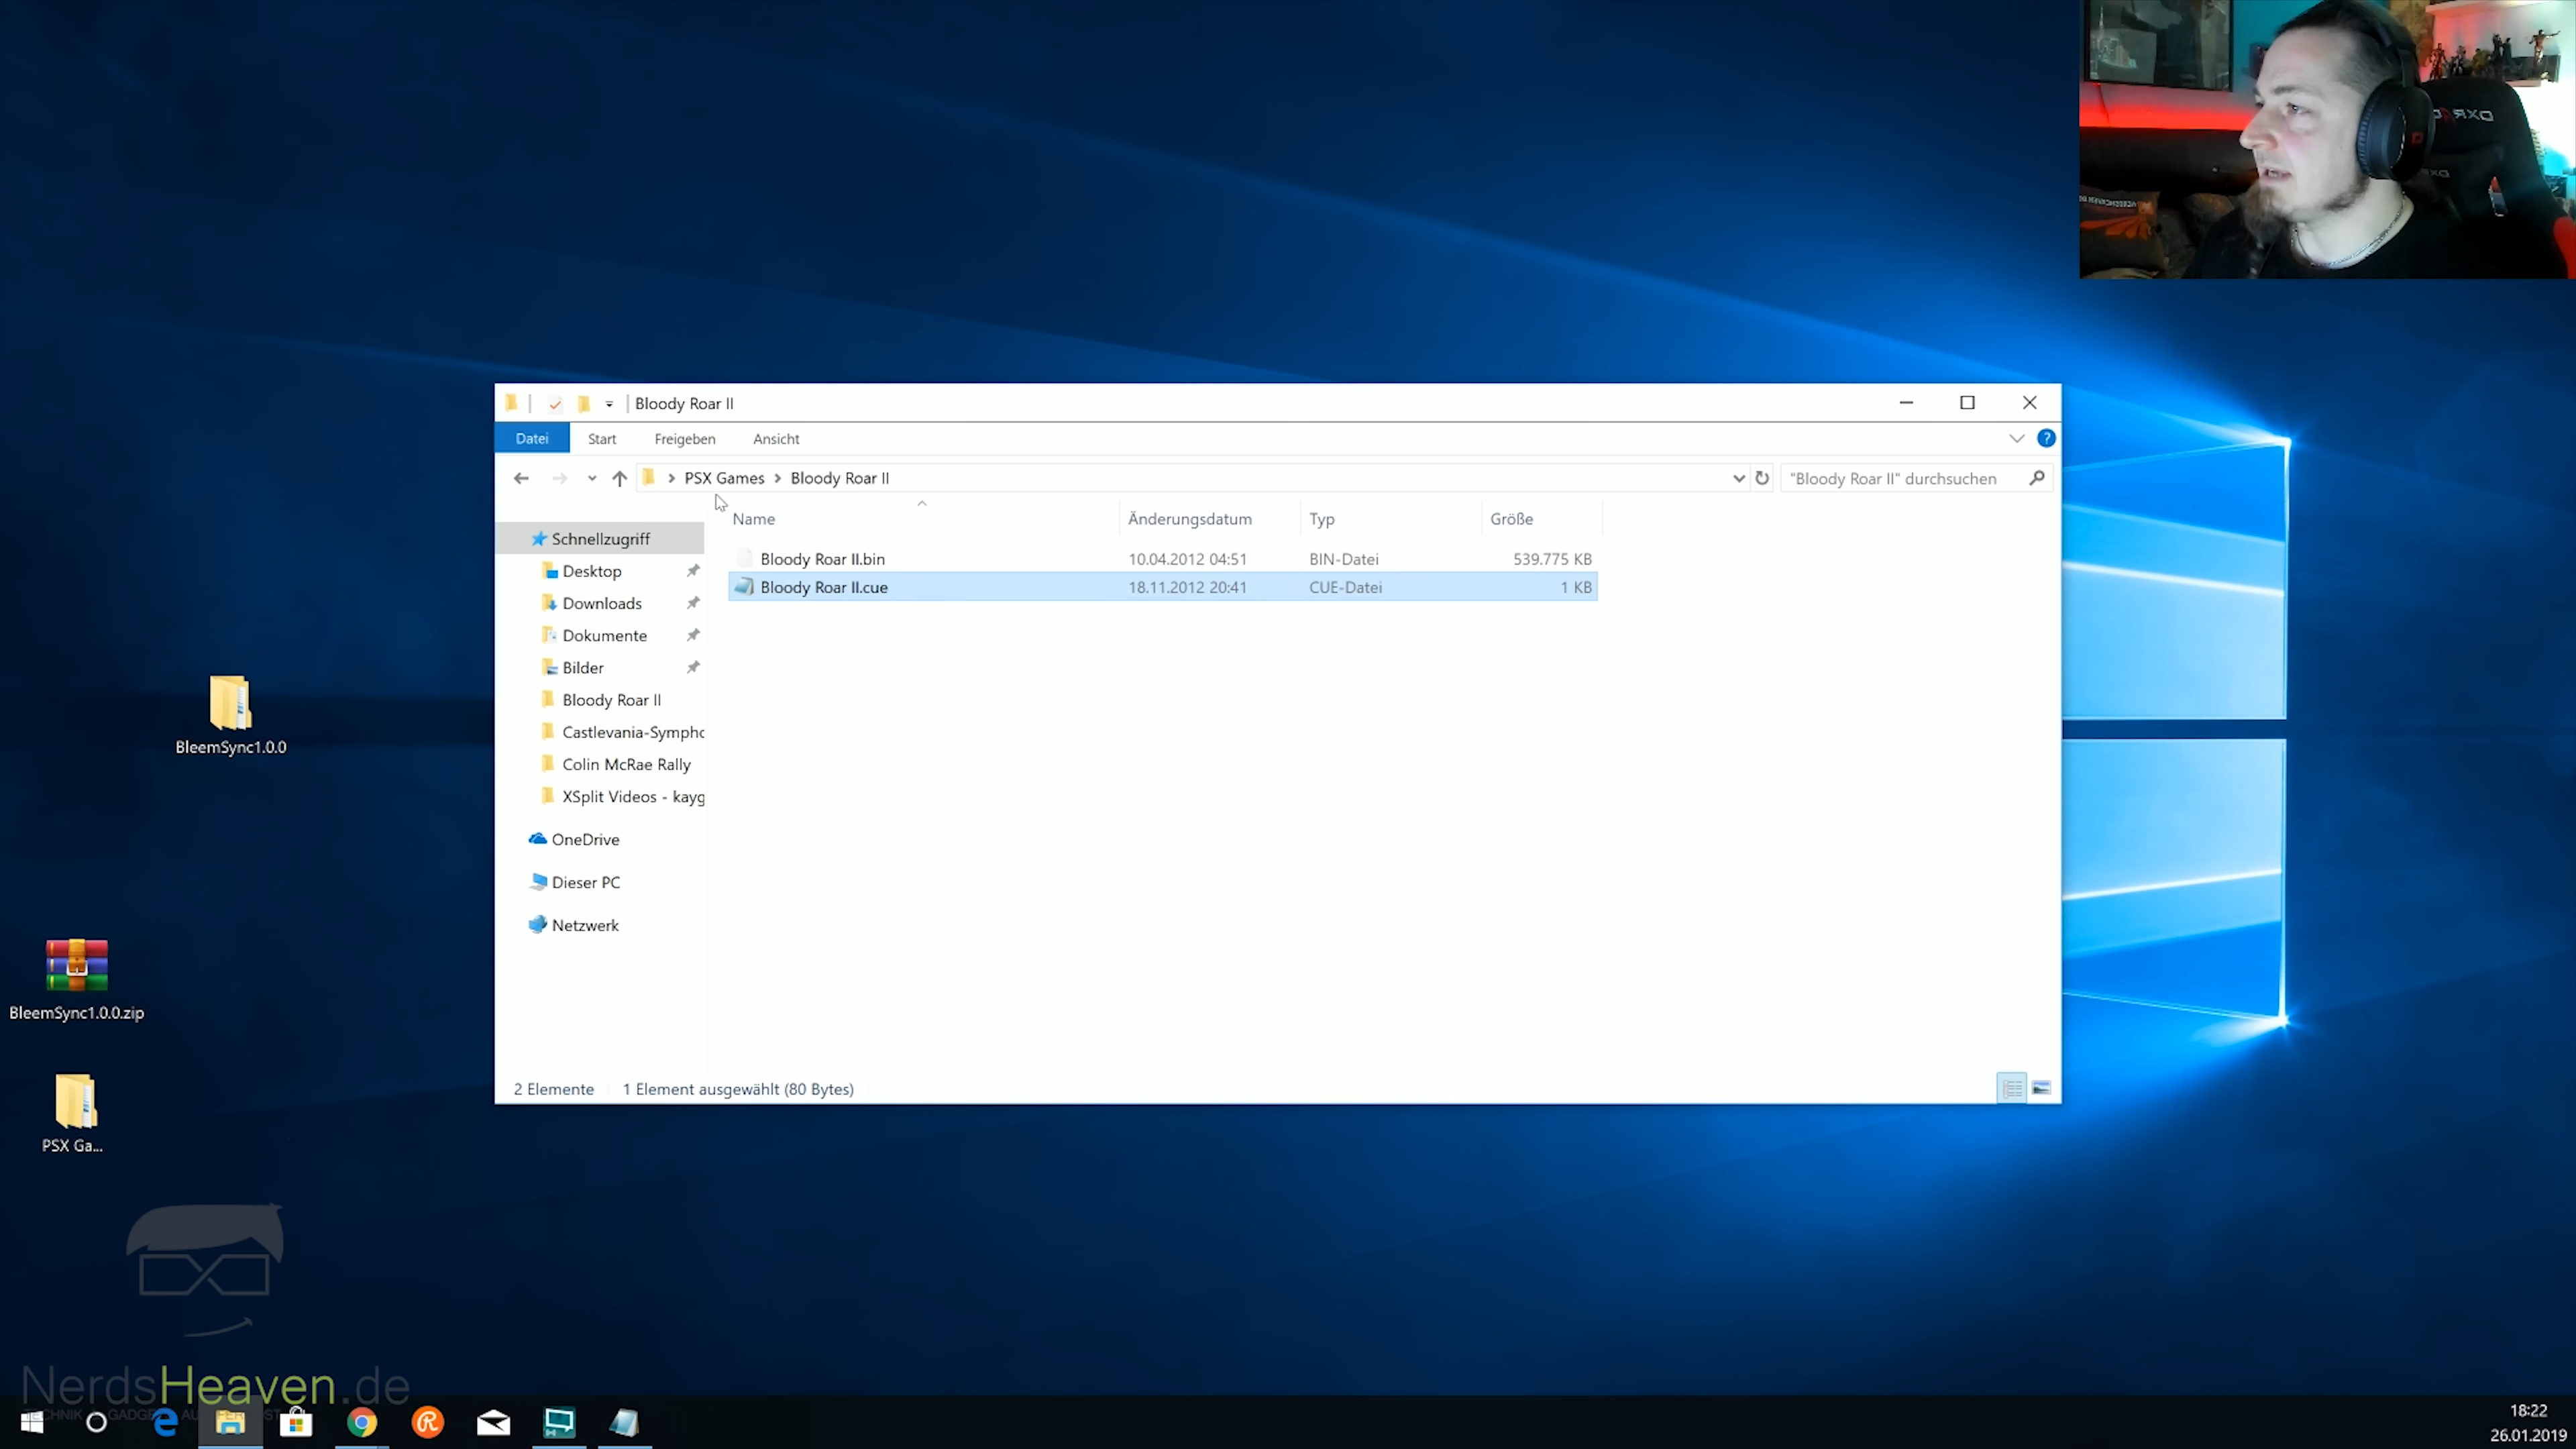 Bloody Roar II
Datei Start Freigeben Ansicht
PSX Games > Bloody Roar II
"Bloody Roar II" durchsuchen
Name Änderungsdatum Typ Größe
Bloody Roar II.bin 10.04.2012 04:51 BIN-Datei 539.775 KB
Bloody Roar II.cue 18.11.2012 20:41 CUE-Datei 1 KB
Schnellzugriff
Desktop
Downloads
Dokumente
Bilder
Bloody Roar II
Castlevania-Sympho
Colin McRae Rally
XSplit Videos - kayg
OneDrive
Dieser PC
Netzwerk
2 Elemente 1 Element ausgewählt (80 Bytes)
BleemSync1.0.0
BleemSync1.0.0.zip
PSX Ga...
NerdsHeaven.de
18:22
26.01.2019